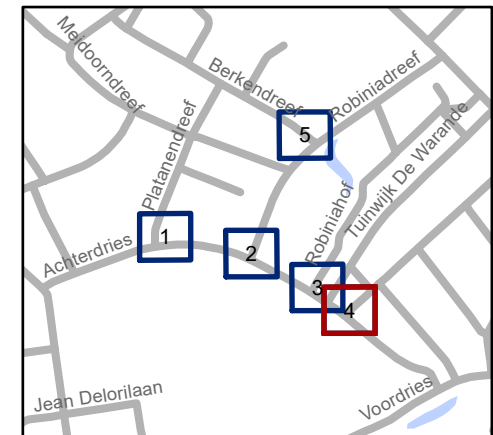 Meidoorndreef
Berkendreef
Robiniadreef
Platanendreef
5
Tuinwijk De Warande
Robiniahof
1
2
Achterdries
3
4
Jean Delorilaan
Voordries